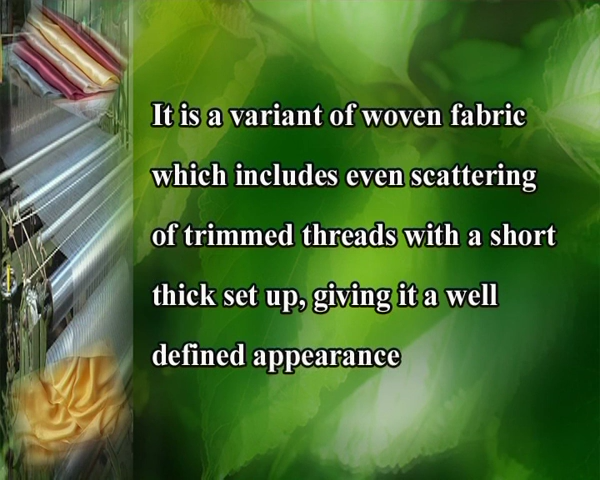 It is a variant of woven fabric
which includes even scattering
of trimmed threads with a short
thick set up, giving it a well
defined appearance